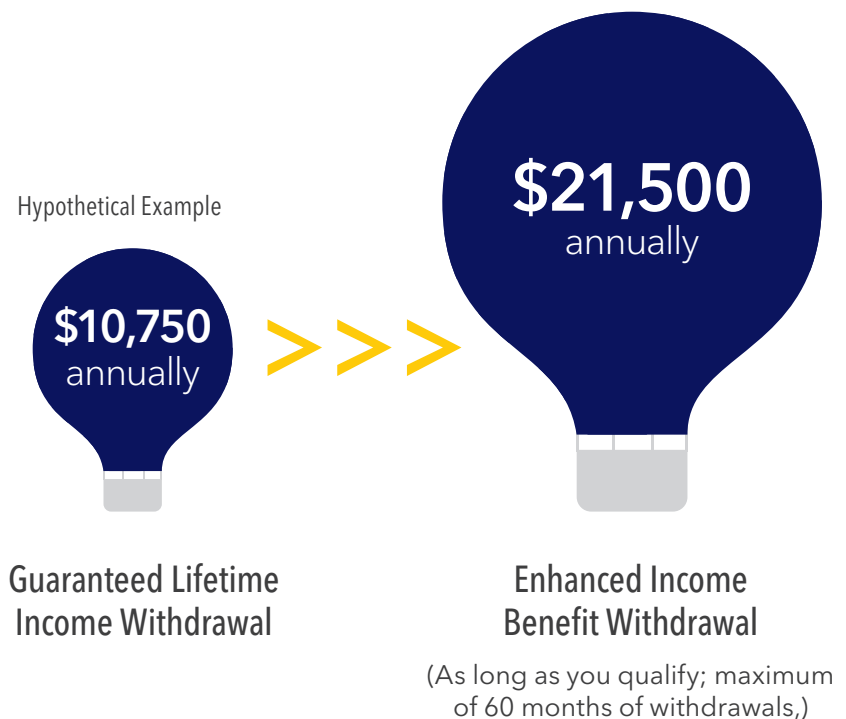 Hypothetical Example
$10,750
annually
$21,500
annually
Guaranteed Lifetime
Income Withdrawal
Enhanced Income
Benefit Withdrawal
(As long as you qualify; maximum
of 60 months of withdrawals,)